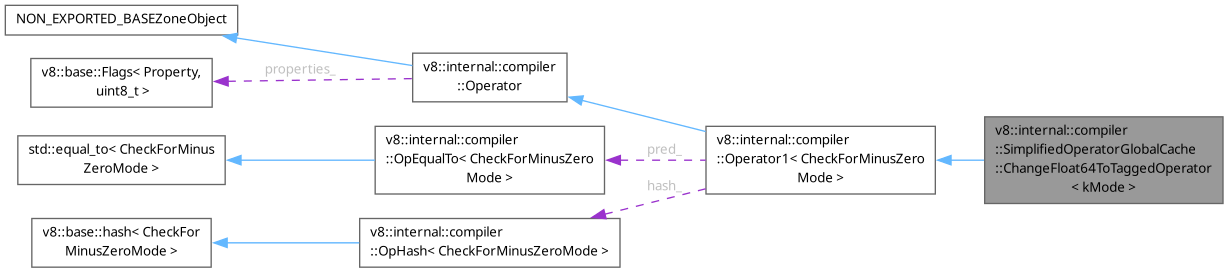 NON_EXPORTED_BASEZoneObject
v8::base::Flags< Property,
uint8_t >
properties_
v8::internal::compiler
::Operator
std::equal_to< CheckForMinus
ZeroMode >
v8::internal::compiler
::OpEqualTo< CheckForMinusZero
Mode >
pred_
hash_
v8::internal::compiler
::Operator1< CheckForMinusZero
Mode >
v8::internal::compiler
::SimplifiedOperatorGlobalCache
::ChangeFloat64ToTaggedOperator
< kMode >
v8::base::hash< CheckFor
MinusZeroMode >
v8::internal::compiler
::OpHash< CheckForMinusZeroMode >